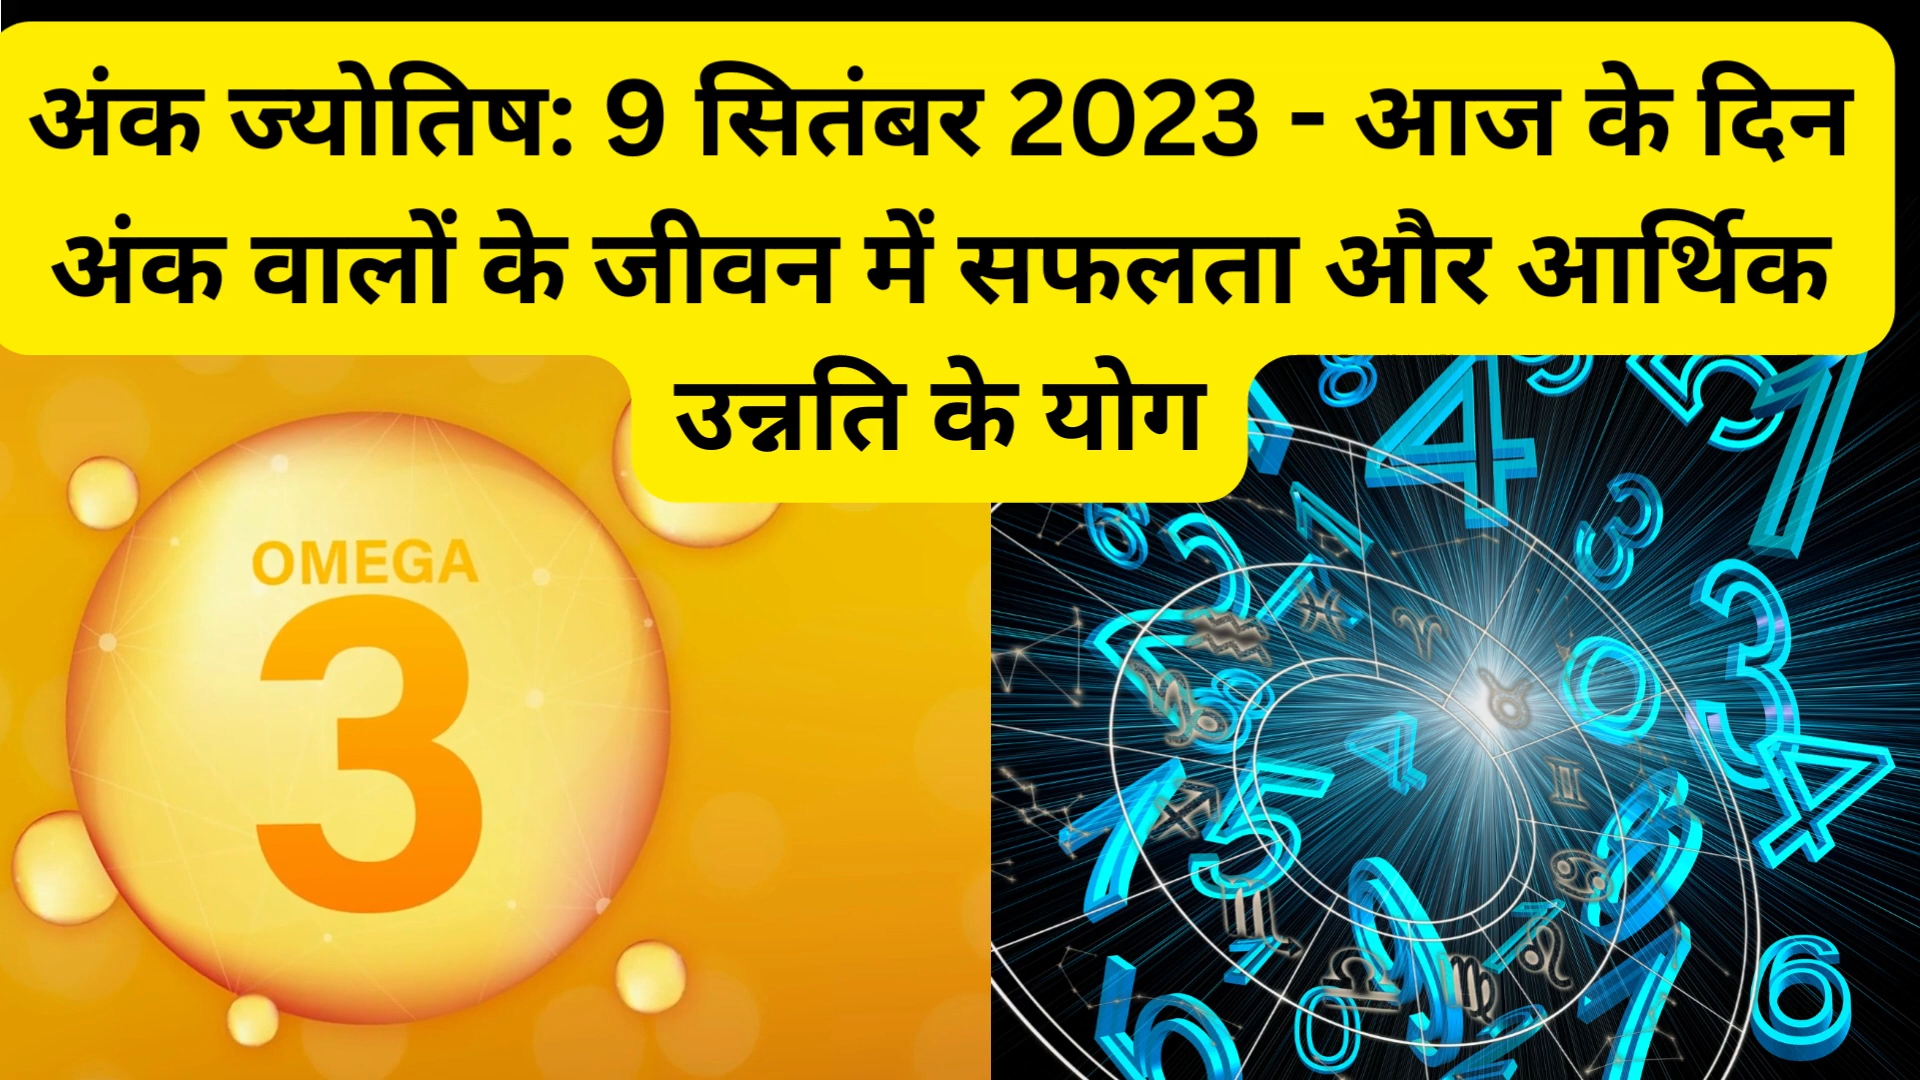 अंक ज्योतिष: 9 सितंबर 2023 - आज के दिन
अंक वालों के जीवन में सफलता और आर्थिक
उन्नति के योग
OMEGA
3